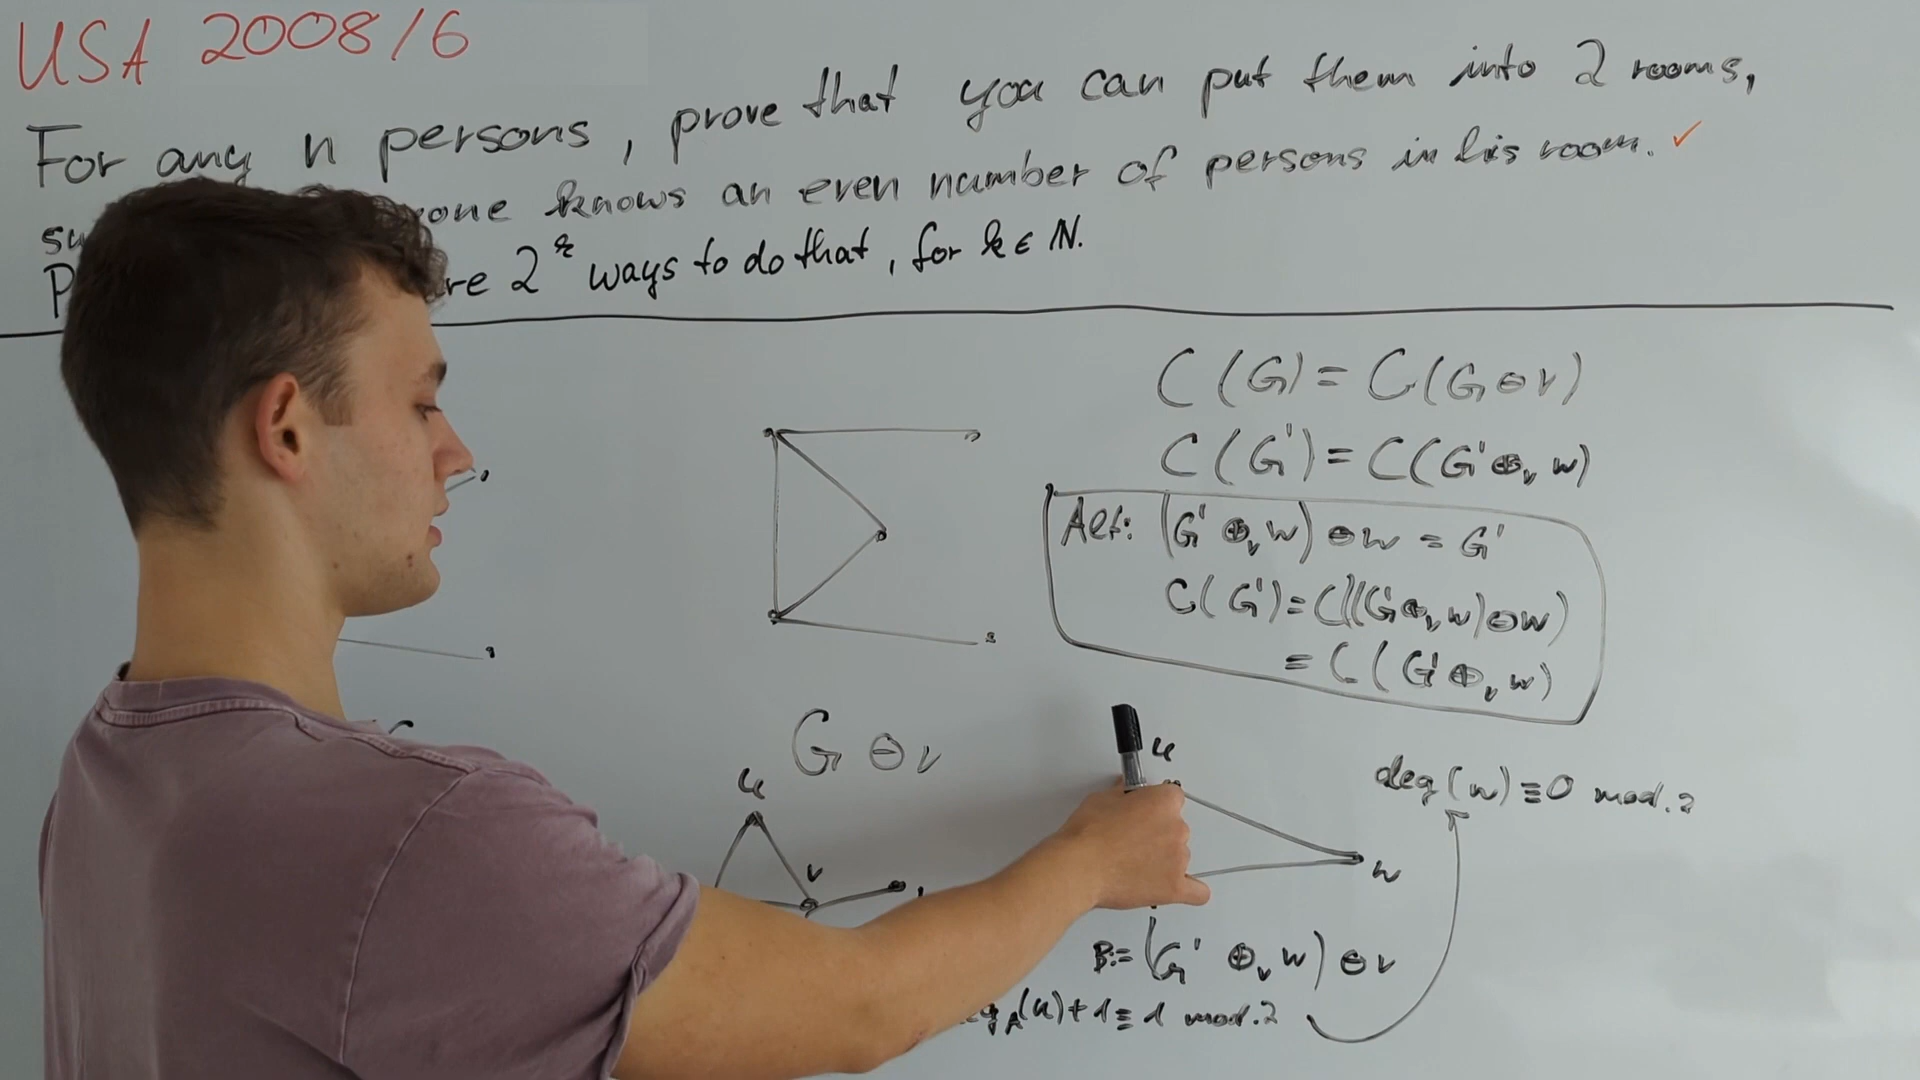 USA 2008/6
For any n persons, prove that you can put them into 2 rooms,
su one knows an even number of persons in his room. ✓
P re 2^k ways to do that, for k ∈ N.
C(G) = C(G ⊖ v)
C(G') = C(G' ⊕_v w)
(G' ⊕_v w) ⊖ w = G'
C(G') = C((G' ⊕_v w) ⊖ w)
= C(G' ⊕_v w)
G ⊖ v
u
v
u
w
deg(w) ≡ 0 mod. 2
B := (G' ⊕_v w) ⊖ v
eg_A(u) + 1 ≡ 1 mod. 2